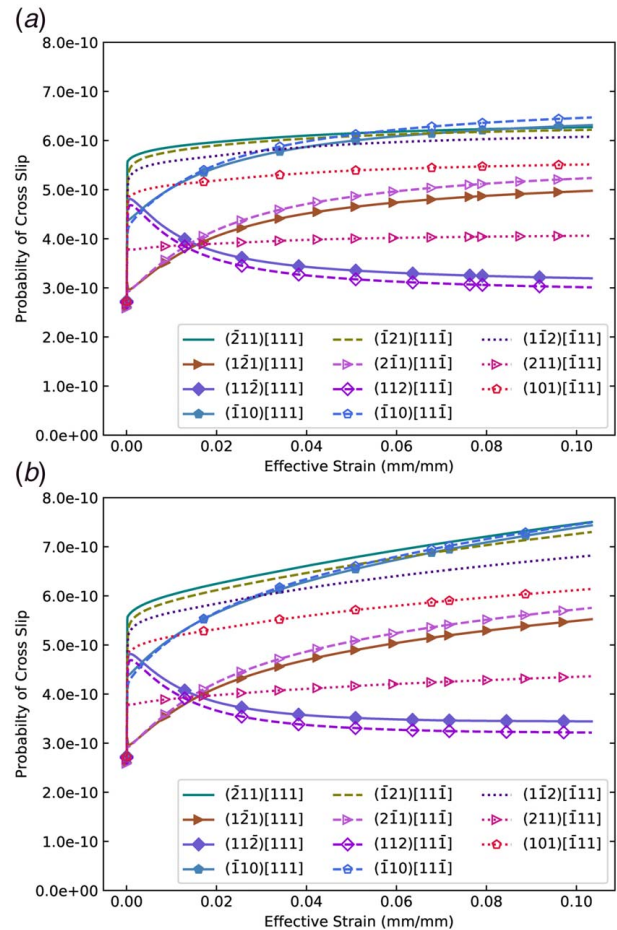 (a)
8.0e-10
7.0e-10
6.0e-10
5.0e-10
4.0e-10
3.0e-10
2.0e-10
1.0e-10
0.0e+00
Probability of Cross Slip
(2̄11)[111] (1̄21)[111̄] (11̄2)[1̄11]
(12̄1)[111] (21̄1)[111̄] (211)[1̄11]
(112̄)[111] (112)[111̄] (101)[1̄11]
(1̄10)[111] (1̄10)[111̄]
0.00 0.02 0.04 0.06 0.08 0.10
Effective Strain (mm/mm)
(b)
8.0e-10
7.0e-10
6.0e-10
5.0e-10
4.0e-10
3.0e-10
2.0e-10
1.0e-10
0.0e+00
Probabilty of Cross Slip
(2̄11)[111] (1̄21)[111̄] (11̄2)[1̄11]
(12̄1)[111] (21̄1)[111̄] (211)[1̄11]
(112̄)[111] (112)[111̄] (101)[1̄11]
(1̄10)[111] (1̄10)[111̄]
0.00 0.02 0.04 0.06 0.08 0.10
Effective Strain (mm/mm)